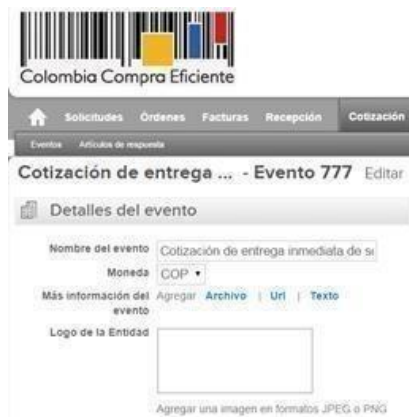 Colombia Compra Eficiente
Solicitudes Órdenes Facturas Recepción Cotización
Eventos Artículos de respuesta
Cotización de entrega ... - Evento 777 Editar
Detalles del evento
Nombre del evento Cotización de entrega inmediata de se
Moneda COP
Más información del evento Agregar Archivo | Url | Texto
Logo de la Entidad
Agregar una imagen en formatos JPEG o PNG